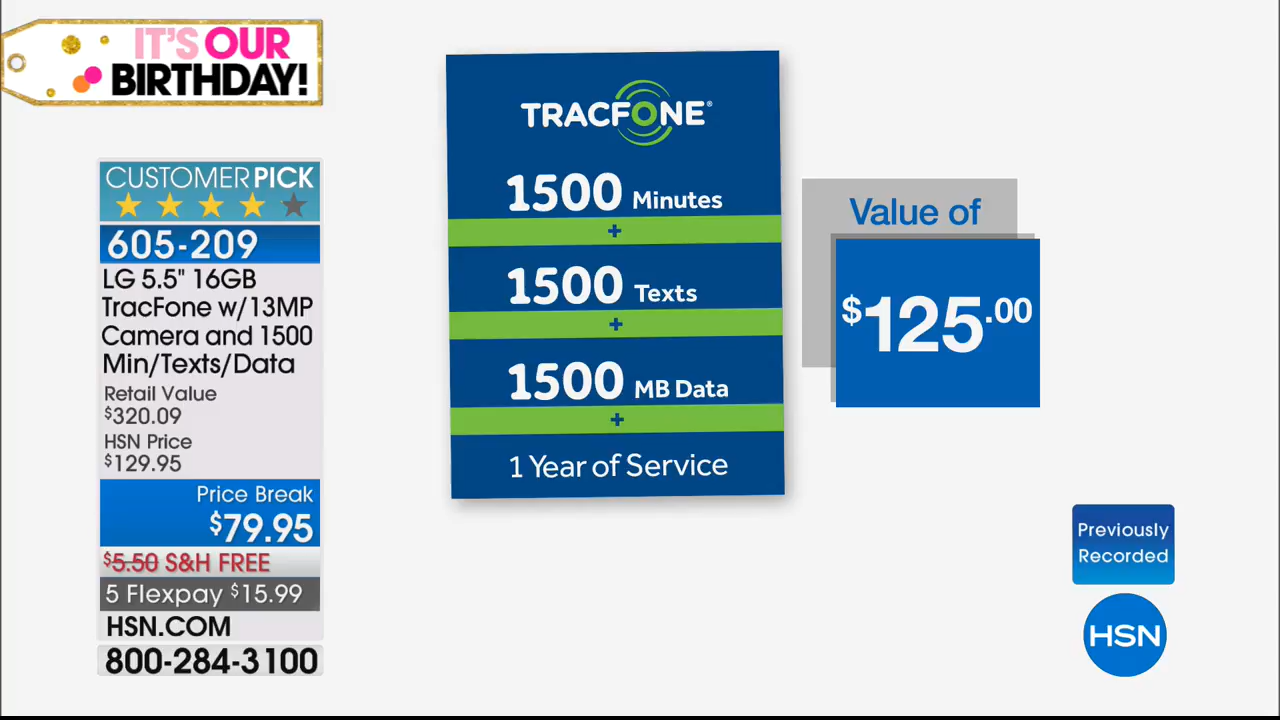 IT'S OUR
BIRTHDAY!
CUSTOMER PICK
605-209
LG 5.5" 16GB
TracFone w/13MP
Camera and 1500
Min/Texts/Data
Retail Value
$320.09
HSN Price
$129.95
Price Break
$79.95
$5.50 S&H FREE
5 Flexpay $15.99
HSN.COM
800-284-3100
TRACFONE®
1500 Minutes
+
1500 Texts
+
1500 MB Data
+
1 Year of Service
Value of
$125.00
Previously
Recorded
HSN